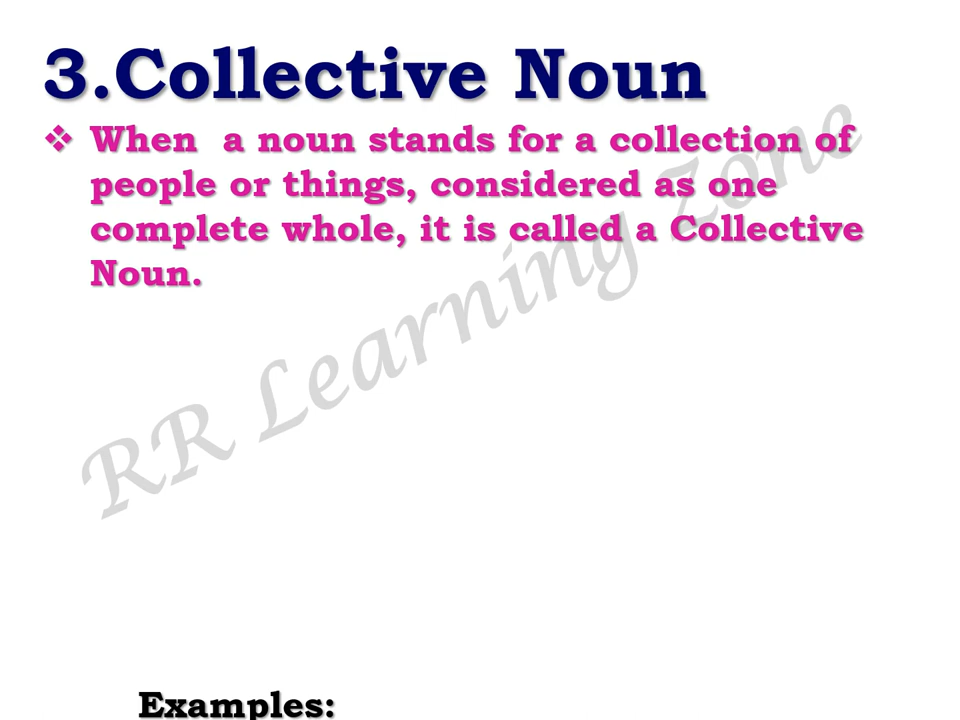 3.Collective Noun
❖ When a noun stands for a collection of
people or things, considered as one
complete whole, it is called a Collective
Noun.
RR Learning Zone
Examples: